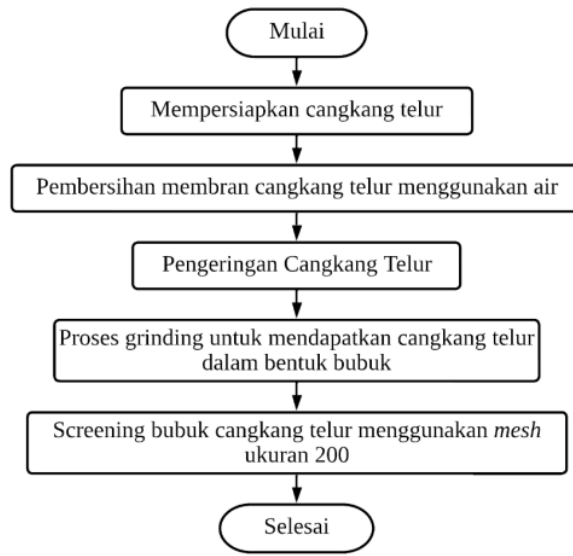 Mulai
Mempersiapkan cangkang telur
Pembersihan membran cangkang telur menggunakan air
Pengeringan Cangkang Telur
Proses grinding untuk mendapatkan cangkang telur
dalam bentuk bubuk
Screening bubuk cangkang telur menggunakan mesh
ukuran 200
Selesai